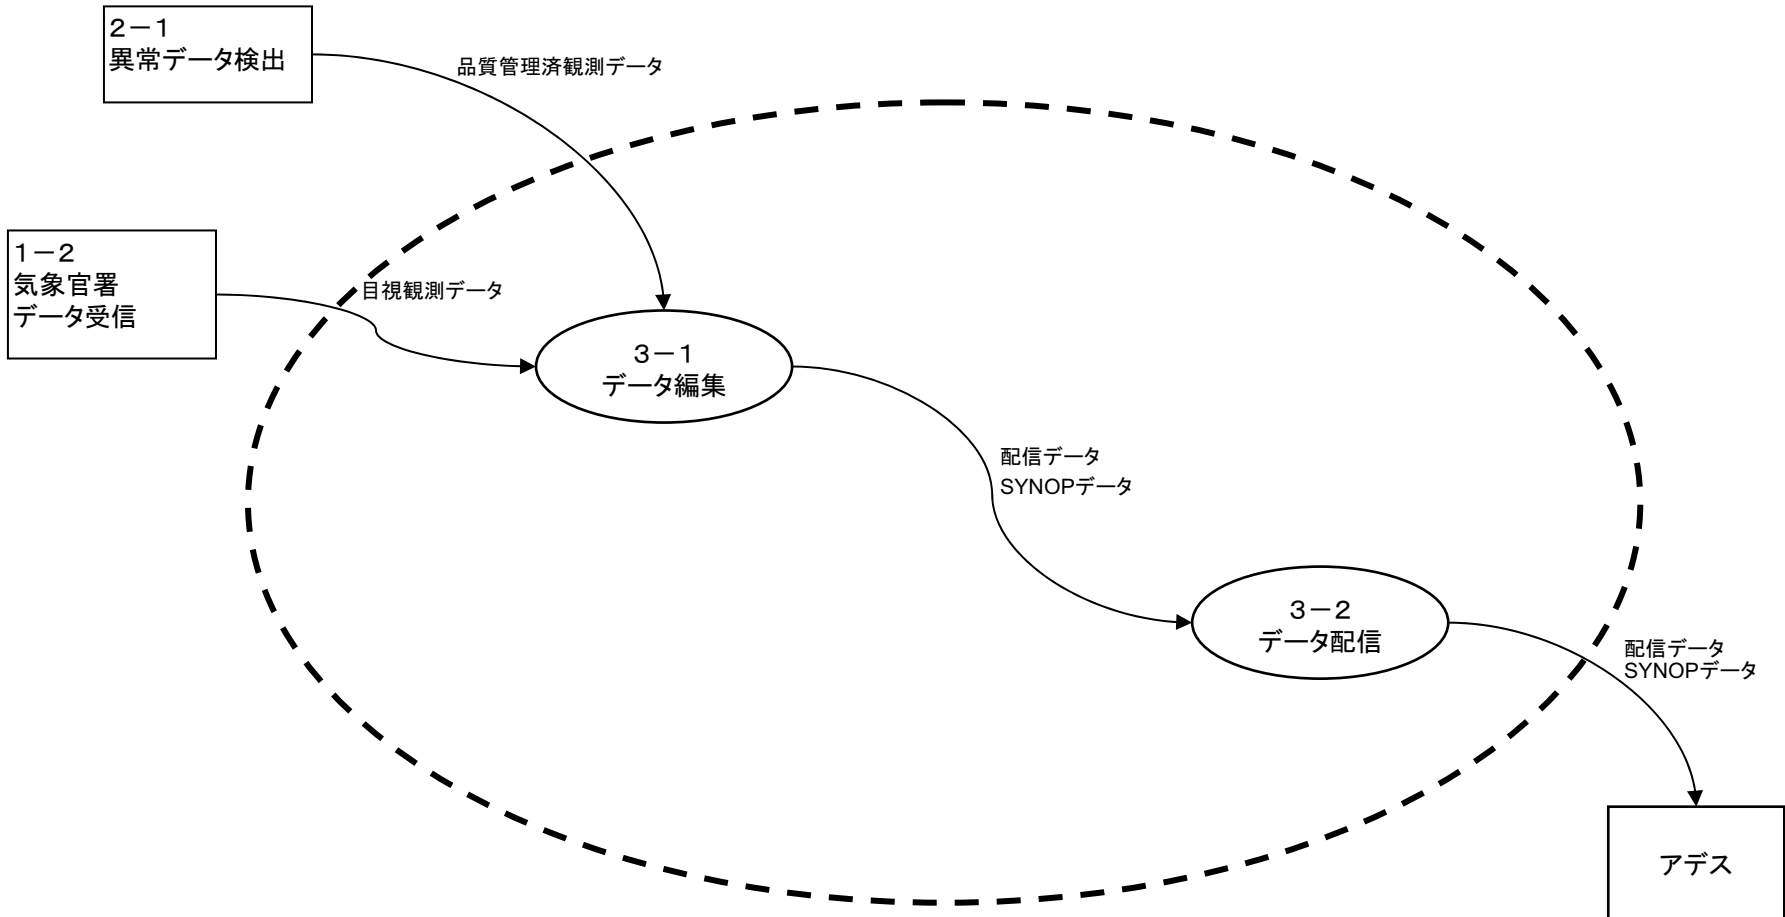 ２－１
異常データ検出
品質管理済観測データ
１－２
気象官署
データ受信
目視観測データ
３－１
データ編集
配信データ
SYNOPデータ
３－２
データ配信
配信データ
SYNOPデータ
アデス